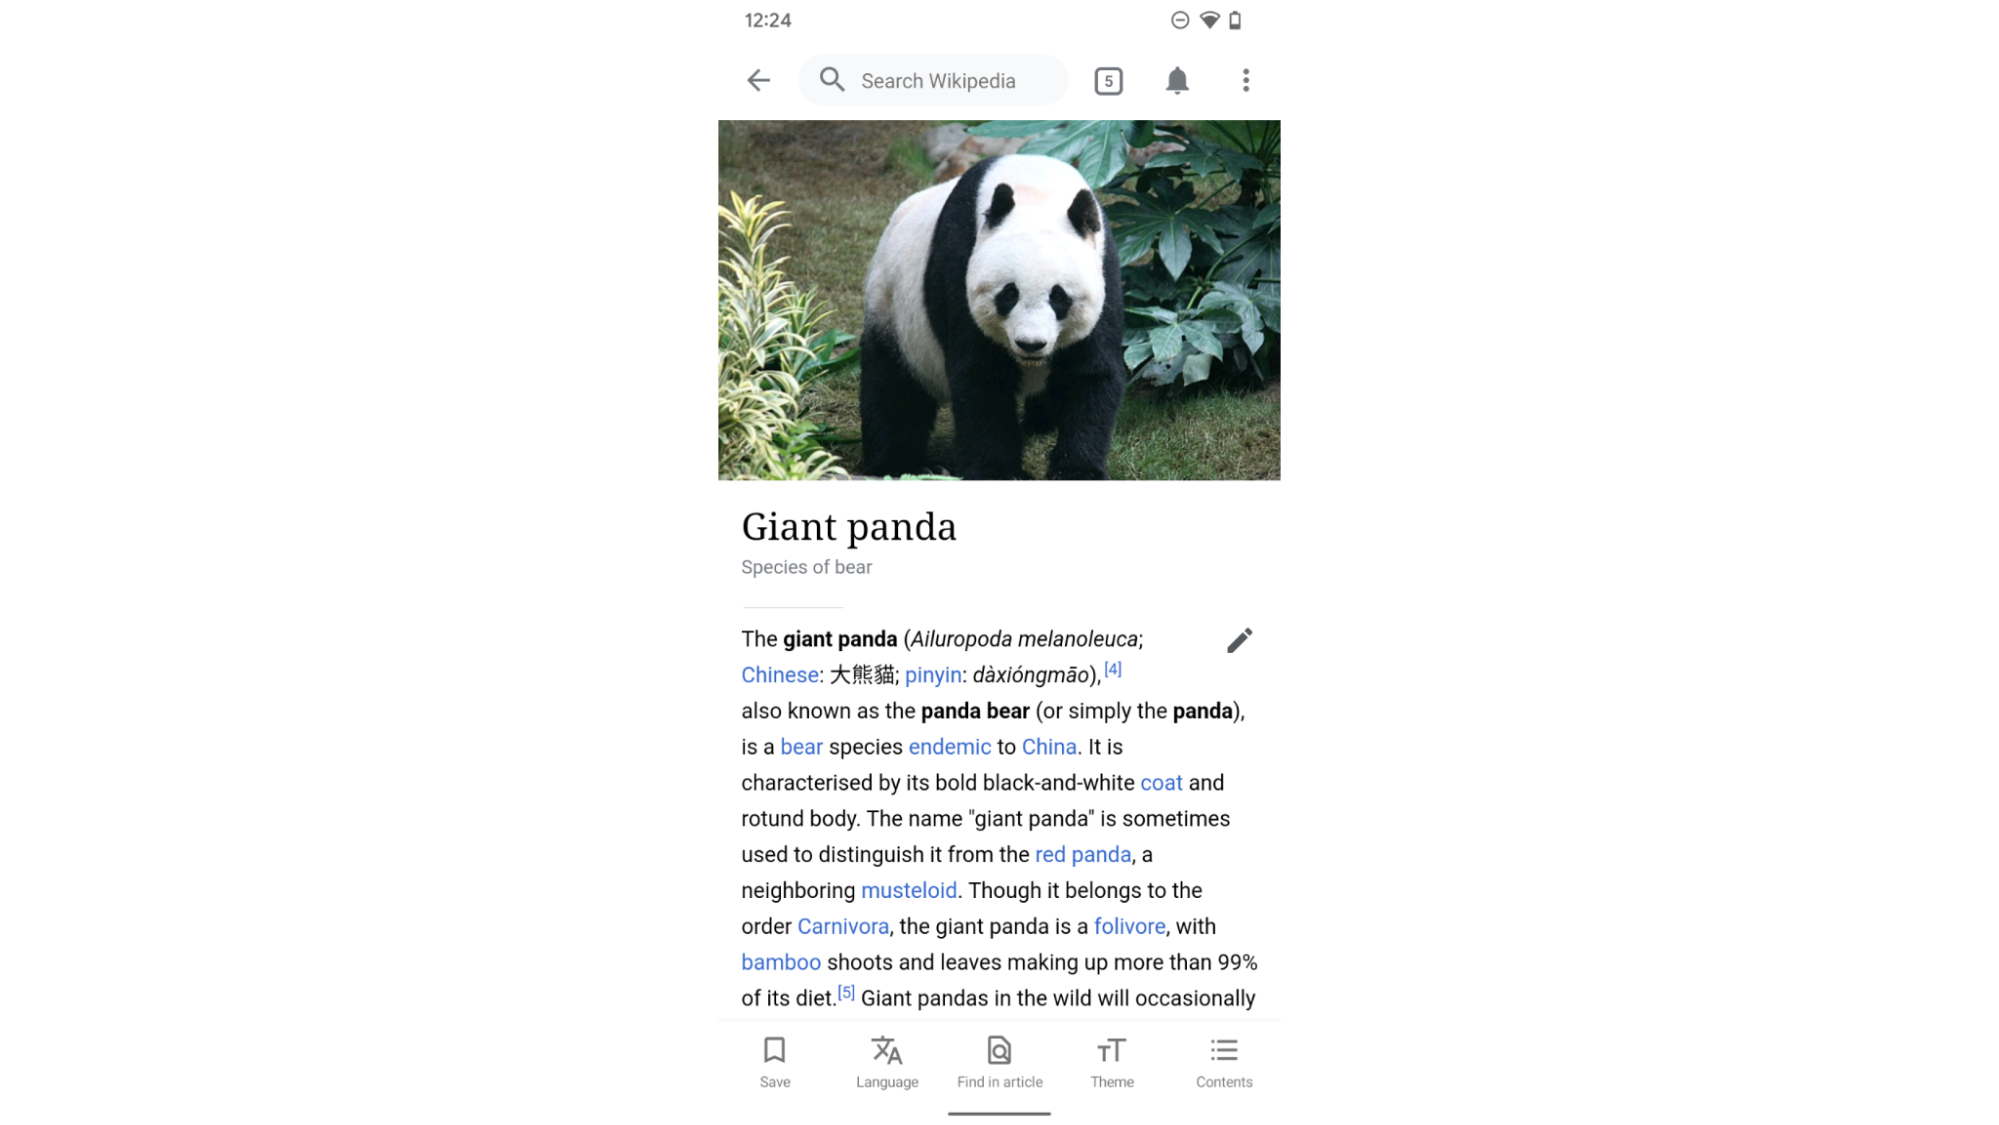 12:24
Search Wikipedia
5
Giant panda
Species of bear
The giant panda (Ailuropoda melanoleuca;
Chinese: 大熊貓; pinyin: dàxióngmāo), [4]
also known as the panda bear (or simply the panda),
is a bear species endemic to China. It is
characterised by its bold black-and-white coat and
rotund body. The name "giant panda" is sometimes
used to distinguish it from the red panda, a
neighboring musteloid. Though it belongs to the
order Carnivora, the giant panda is a folivore, with
bamboo shoots and leaves making up more than 99%
of its diet.[5] Giant pandas in the wild will occasionally
Save
Language
Find in article
Theme
Contents